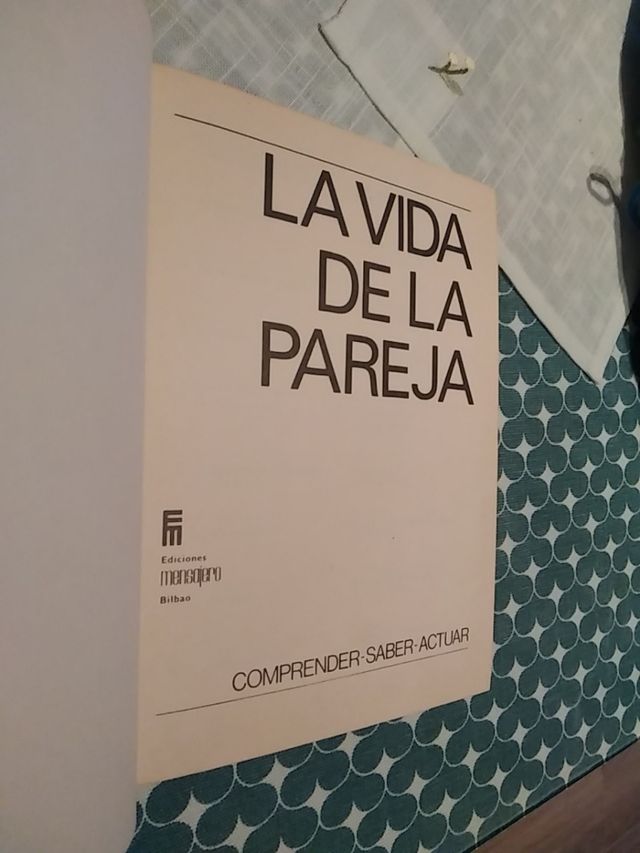 LA VIDA
DE LA
PAREJA
EM
Ediciones
mensajero
Bilbao
COMPRENDER-SABER-ACTUAR